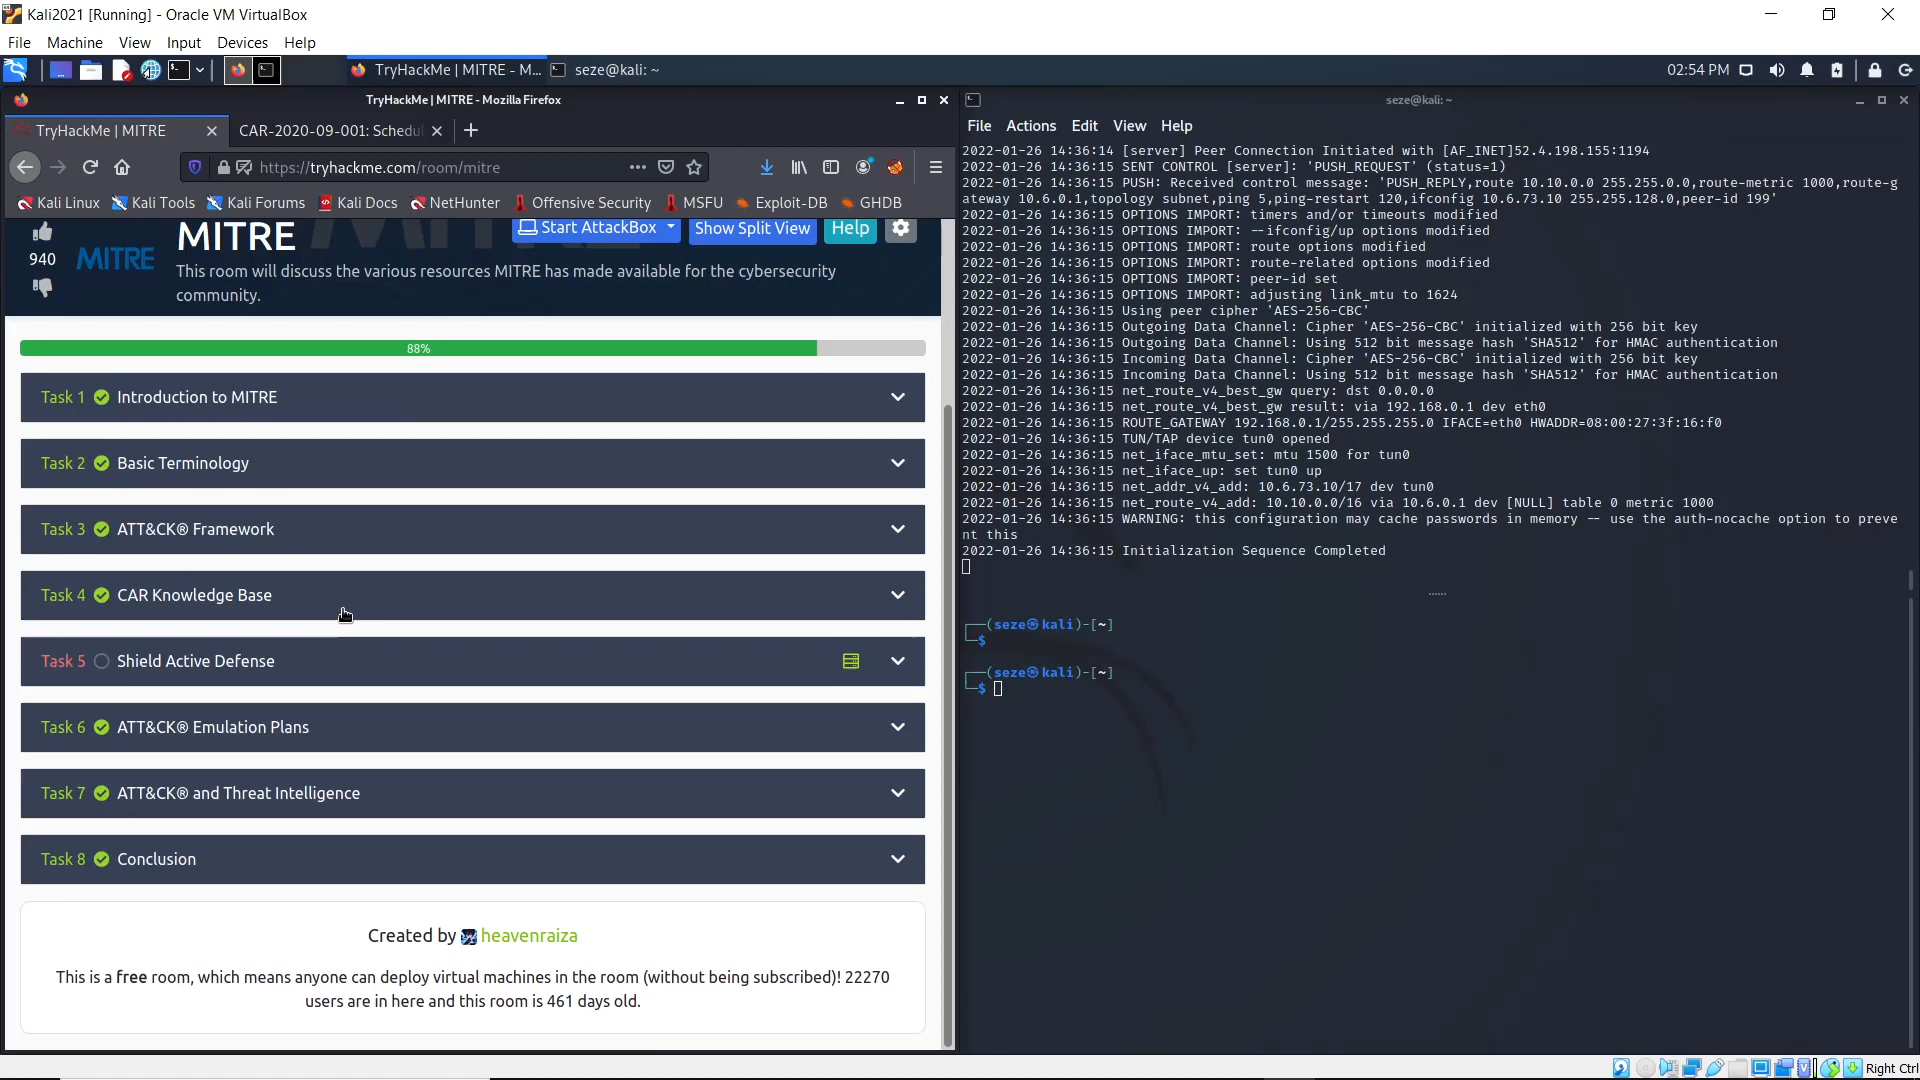 Kali2021 [Running] - Oracle VM VirtualBox
File Machine View Input Devices Help
TryHackMe | MITRE - M... seze@kali: ~ 02:54 PM
TryHackMe | MITRE - Mozilla Firefox
TryHackMe | MITRE CAR-2020-09-001: Schedul
https://tryhackme.com/room/mitre
Kali Linux Kali Tools Kali Forums Kali Docs NetHunter Offensive Security MSFU Exploit-DB GHDB
940
MITRE
MITRE
Start AttackBox Show Split View Help
This room will discuss the various resources MITRE has made available for the cybersecurity
community.
88%
Task 1 Introduction to MITRE
Task 2 Basic Terminology
Task 3 ATT&CK® Framework
Task 4 CAR Knowledge Base
Task 5 Shield Active Defense
Task 6 ATT&CK® Emulation Plans
Task 7 ATT&CK® and Threat Intelligence
Task 8 Conclusion
Created by heavenraiza
This is a free room, which means anyone can deploy virtual machines in the room (without being subscribed)! 22270
users are in here and this room is 461 days old.
seze@kali: ~
File Actions Edit View Help
2022-01-26 14:36:14 [server] Peer Connection Initiated with [AF_INET]52.4.198.155:1194
2022-01-26 14:36:15 SENT CONTROL [server]: 'PUSH_REQUEST' (status=1)
2022-01-26 14:36:15 PUSH: Received control message: 'PUSH_REPLY,route 10.10.0.0 255.255.0.0,route-metric 1000,route-g
ateway 10.6.0.1,topology subnet,ping 5,ping-restart 120,ifconfig 10.6.73.10 255.255.128.0,peer-id 199'
2022-01-26 14:36:15 OPTIONS IMPORT: timers and/or timeouts modified
2022-01-26 14:36:15 OPTIONS IMPORT: --ifconfig/up options modified
2022-01-26 14:36:15 OPTIONS IMPORT: route options modified
2022-01-26 14:36:15 OPTIONS IMPORT: route-related options modified
2022-01-26 14:36:15 OPTIONS IMPORT: peer-id set
2022-01-26 14:36:15 OPTIONS IMPORT: adjusting link_mtu to 1624
2022-01-26 14:36:15 Using peer cipher 'AES-256-CBC'
2022-01-26 14:36:15 Outgoing Data Channel: Cipher 'AES-256-CBC' initialized with 256 bit key
2022-01-26 14:36:15 Outgoing Data Channel: Using 512 bit message hash 'SHA512' for HMAC authentication
2022-01-26 14:36:15 Incoming Data Channel: Cipher 'AES-256-CBC' initialized with 256 bit key
2022-01-26 14:36:15 Incoming Data Channel: Using 512 bit message hash 'SHA512' for HMAC authentication
2022-01-26 14:36:15 net_route_v4_best_gw query: dst 0.0.0.0
2022-01-26 14:36:15 net_route_v4_best_gw result: via 192.168.0.1 dev eth0
2022-01-26 14:36:15 ROUTE_GATEWAY 192.168.0.1/255.255.255.0 IFACE=eth0 HWADDR=08:00:27:3f:16:f0
2022-01-26 14:36:15 TUN/TAP device tun0 opened
2022-01-26 14:36:15 net_iface_mtu_set: mtu 1500 for tun0
2022-01-26 14:36:15 net_iface_up: set tun0 up
2022-01-26 14:36:15 net_addr_v4_add: 10.6.73.10/17 dev tun0
2022-01-26 14:36:15 net_route_v4_add: 10.10.0.0/16 via 10.6.0.1 dev [NULL] table 0 metric 1000
2022-01-26 14:36:15 WARNING: this configuration may cache passwords in memory -- use the auth-nocache option to preve
nt this
2022-01-26 14:36:15 Initialization Sequence Completed
┌──(seze㉿kali)-[~]
└─$
┌──(seze㉿kali)-[~]
└─$
Right Ctrl